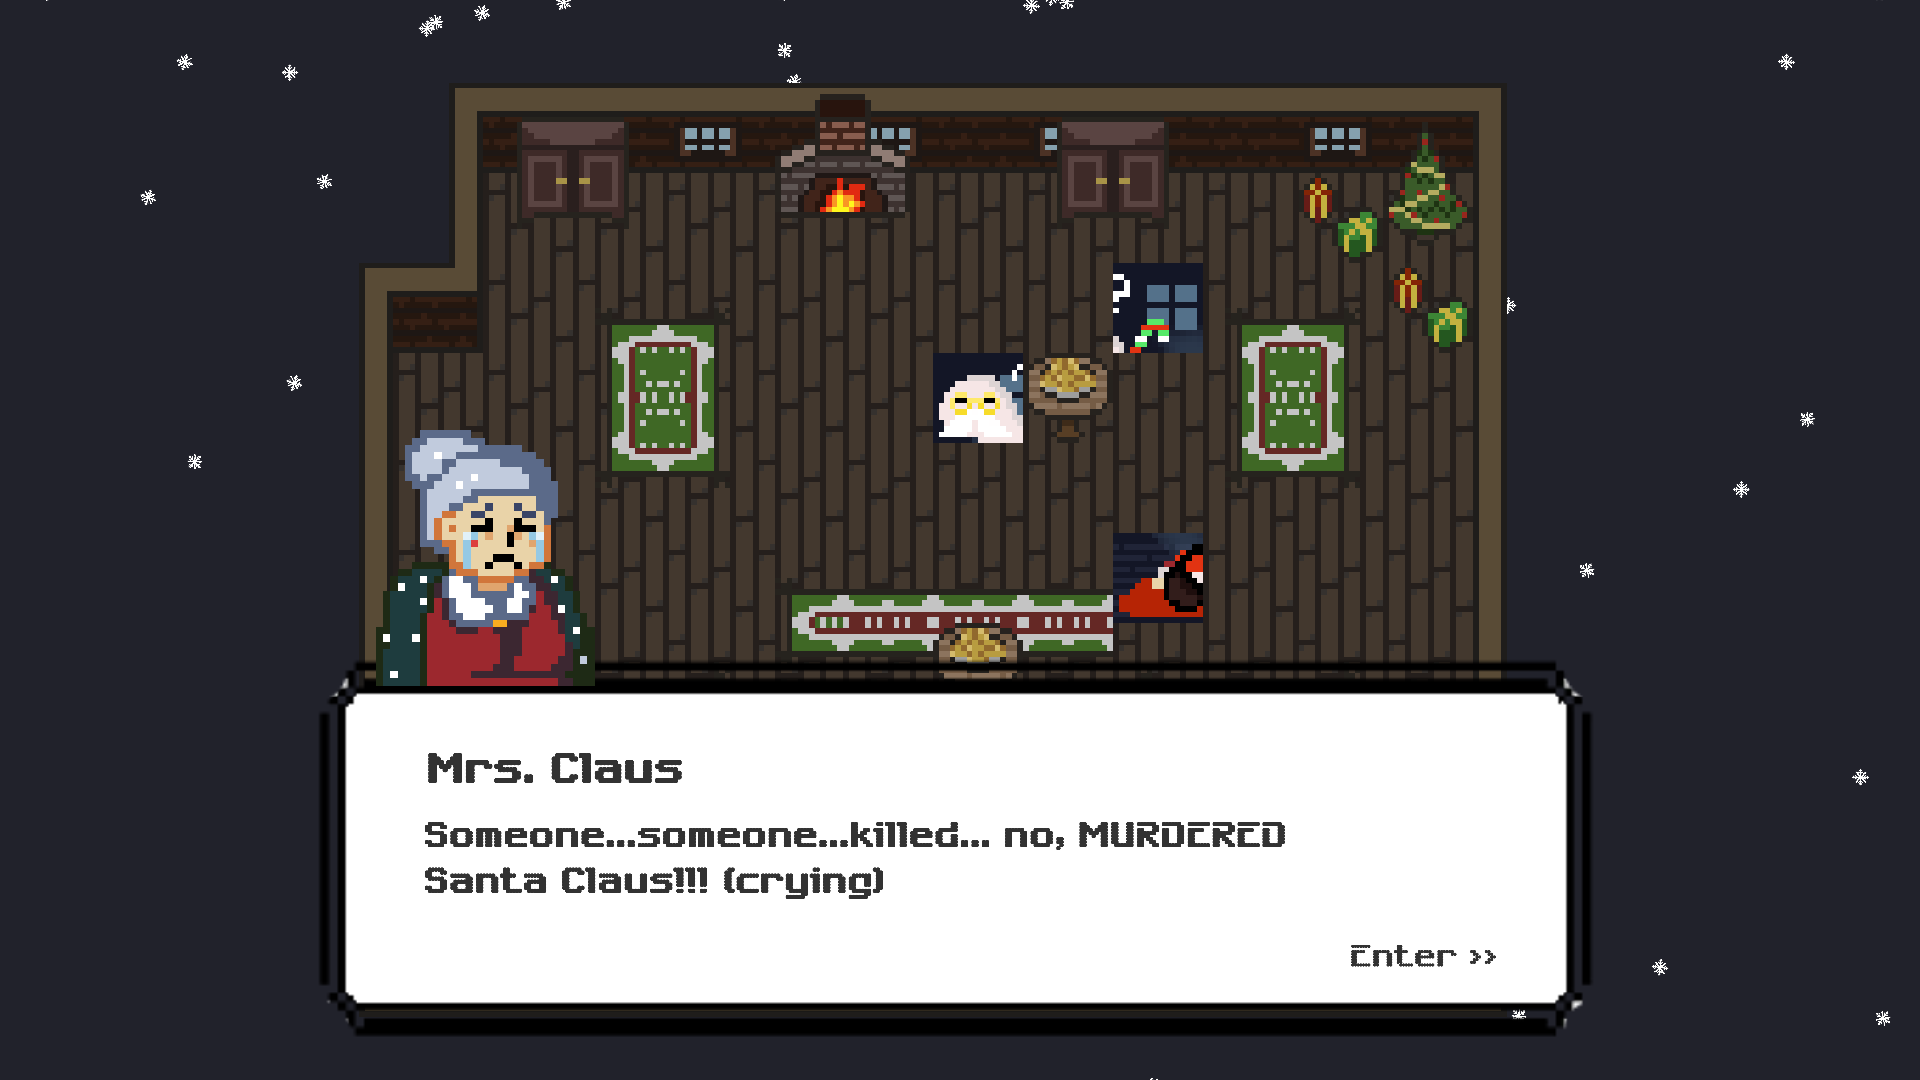 Mrs. Claus
Someone...someone...killed... no, MURDERED
Santa Claus!!! (crying)
Enter >>